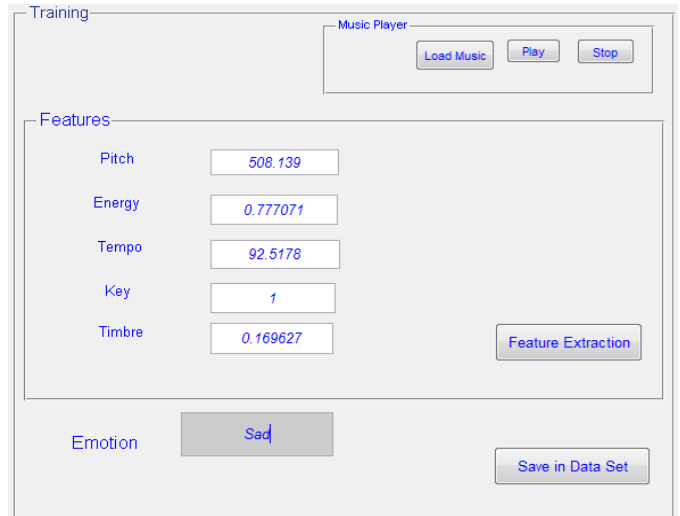 Training
Music Player
Load Music Play Stop
Features
Pitch 508.139
Energy 0.777071
Tempo 92.5178
Key 1
Timbre 0.169627
Feature Extraction
Emotion Sad
Save in Data Set